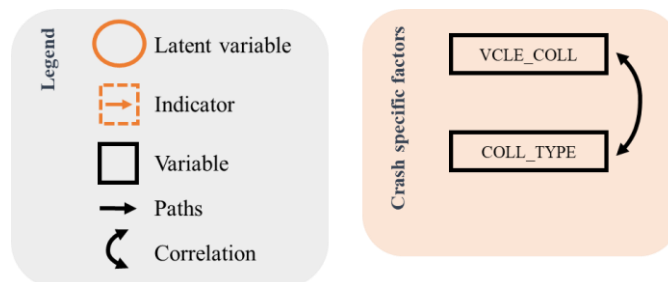 Legend
Latent variable
Indicator
Variable
Paths
Correlation
Crash specific factors
VCLE_COLL
COLL_TYPE